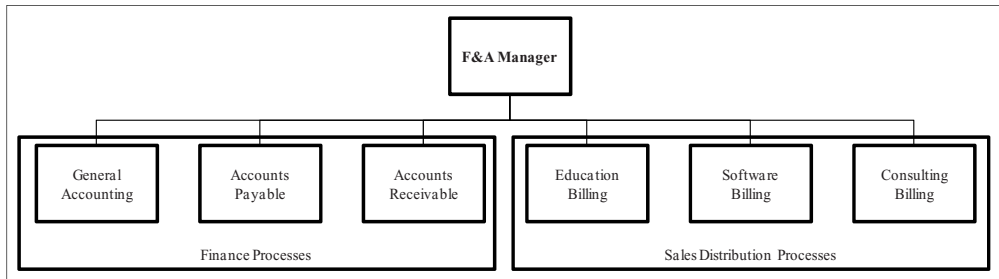 F&A Manager
General
Accounting
Accounts
Payable
Accounts
Receivable
Education
Billing
Software
Billing
Consulting
Billing
Finance Processes
Sales Distribution Processes